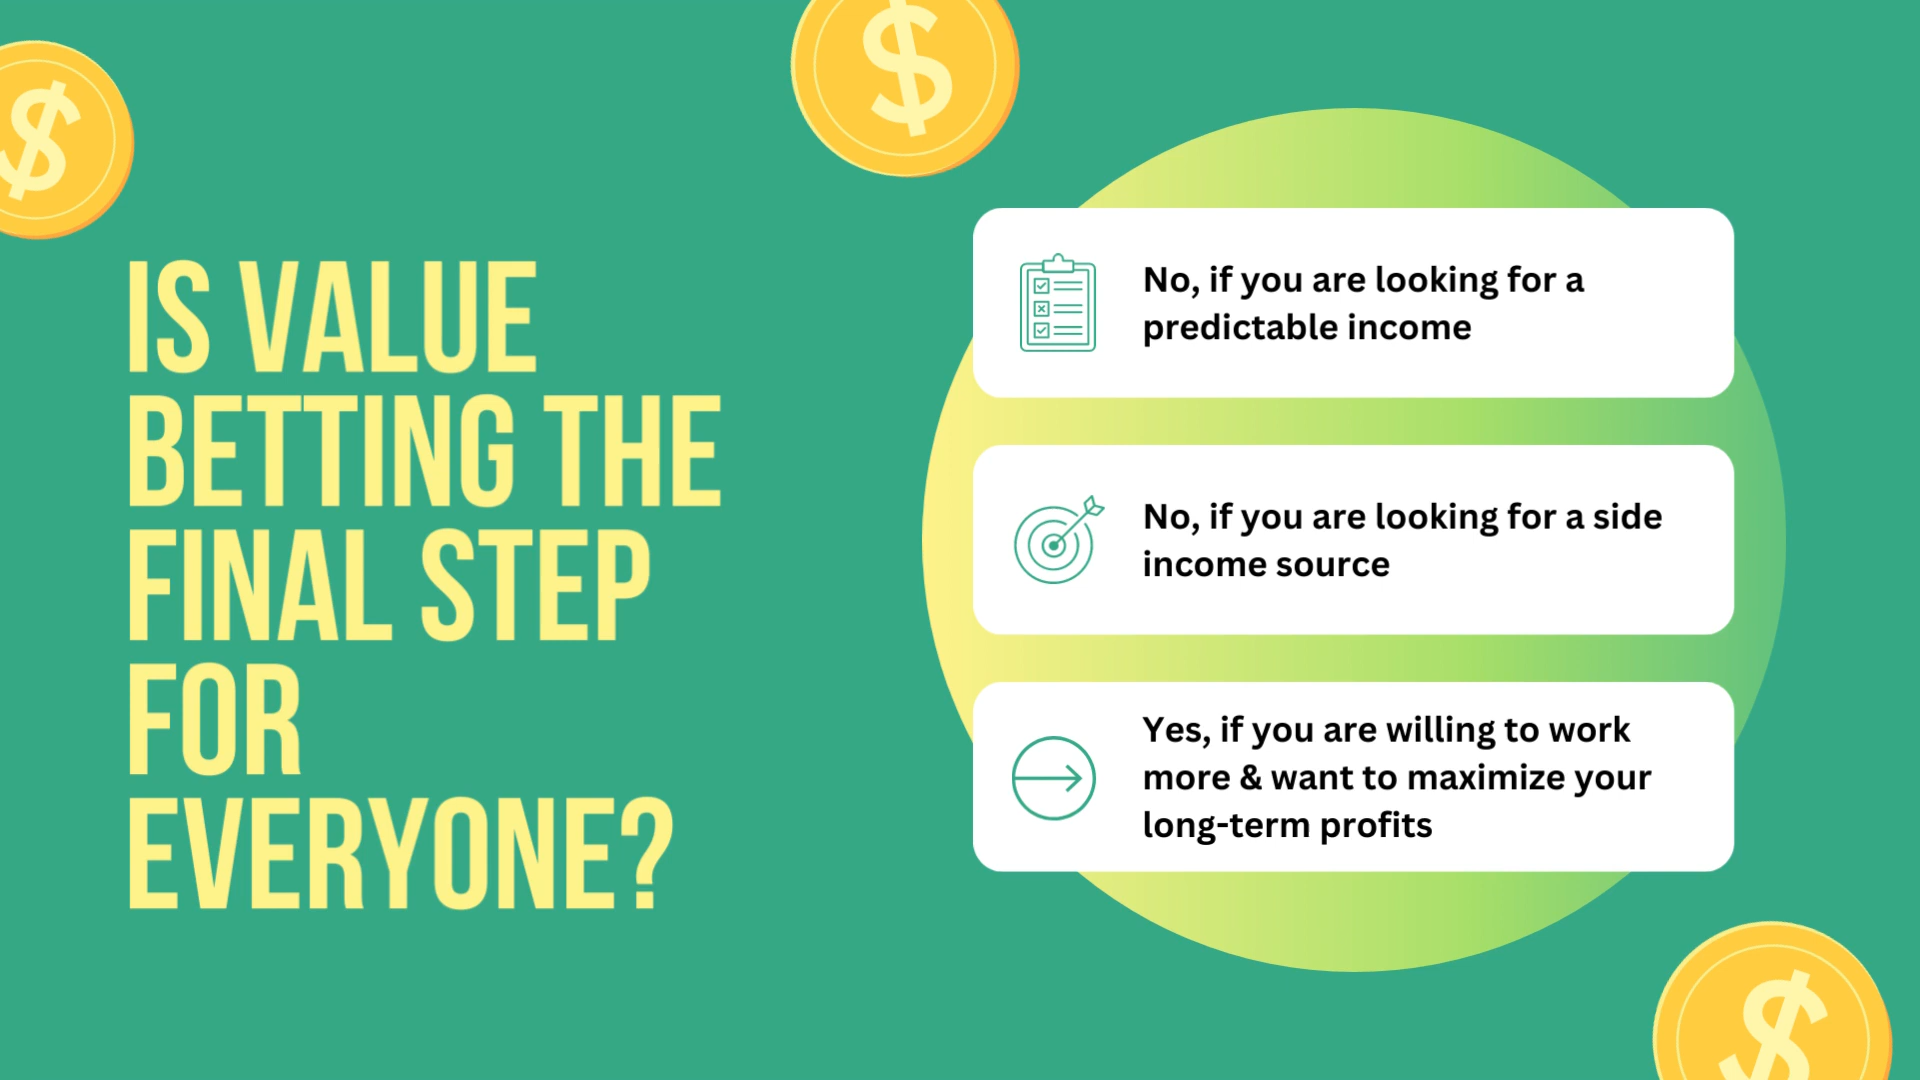 IS VALUE
BETTING THE
FINAL STEP
FOR
EVERYONE?
No, if you are looking for a
predictable income
No, if you are looking for a side
income source
Yes, if you are willing to work
more & want to maximize your
long-term profits